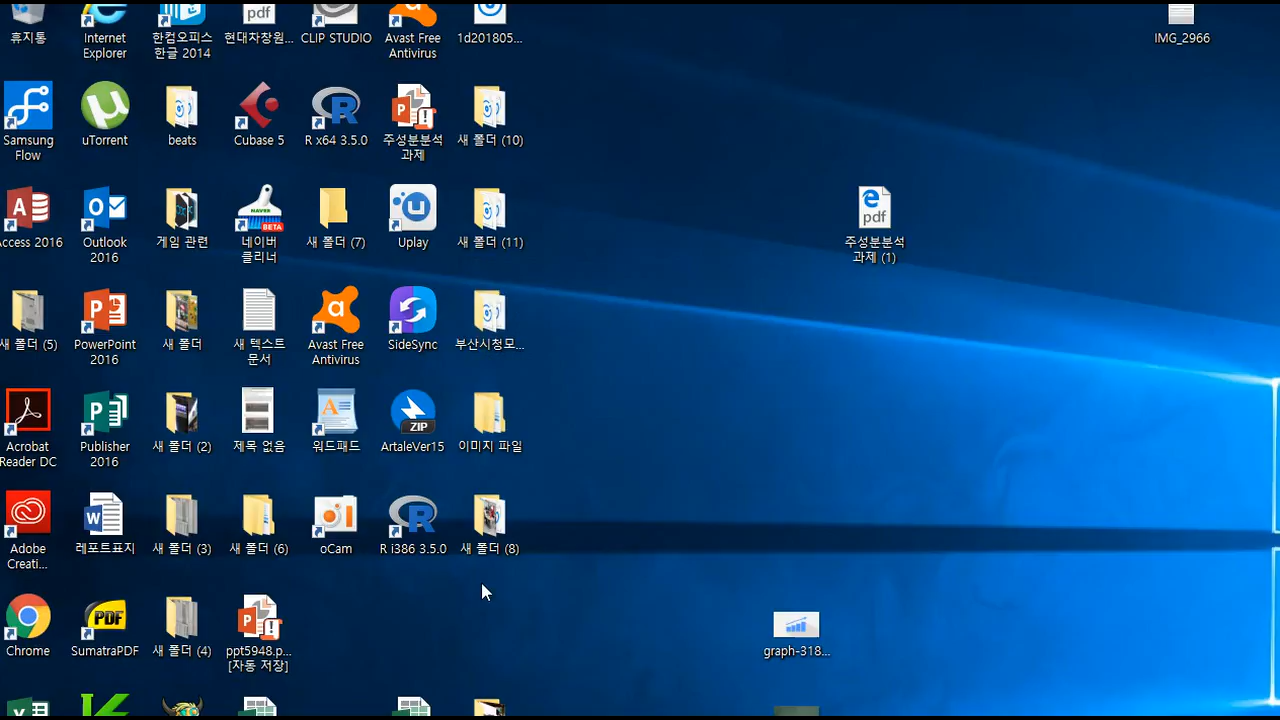 휴지통
Internet
Explorer
한컴오피스
한글 2014
pdf
현대차창원...
CLIP STUDIO
Avast Free
Antivirus
1d201805...
IMG_2966
Samsung
Flow
uTorrent
beats
Cubase 5
R x64 3.5.0
주성분분석
과제
새 폴더 (10)
Access 2016
Outlook
2016
게임 관련
NAVER
BETA
네이버
클리너
새 폴더 (7)
Uplay
새 폴더 (11)
pdf
주성분분석
과제 (1)
새 폴더 (5)
PowerPoint
2016
새 폴더
새 텍스트
문서
Avast Free
Antivirus
SideSync
부산시청모...
Acrobat
Reader DC
Publisher
2016
새 폴더 (2)
제목 없음
워드패드
ZIP
ArtaleVer15
이미지 파일
Adobe
Creati...
레포트표지
새 폴더 (3)
새 폴더 (6)
oCam
R i386 3.5.0
새 폴더 (8)
Chrome
PDF
SumatraPDF
새 폴더 (4)
ppt5948.p...
[자동 저장]
graph-318...